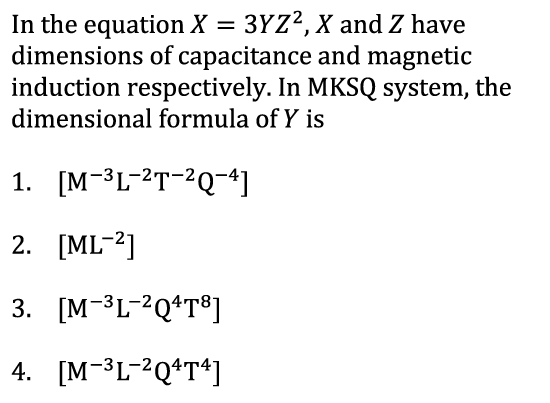 In the equation X = 3YZ², X and Z have
dimensions of capacitance and magnetic
induction respectively. In MKSQ system, the
dimensional formula of Y is
1. [M⁻³L⁻²T⁻²Q⁻⁴]
2. [ML⁻²]
3. [M⁻³L⁻²Q⁴T⁸]
4. [M⁻³L⁻²Q⁴T⁴]